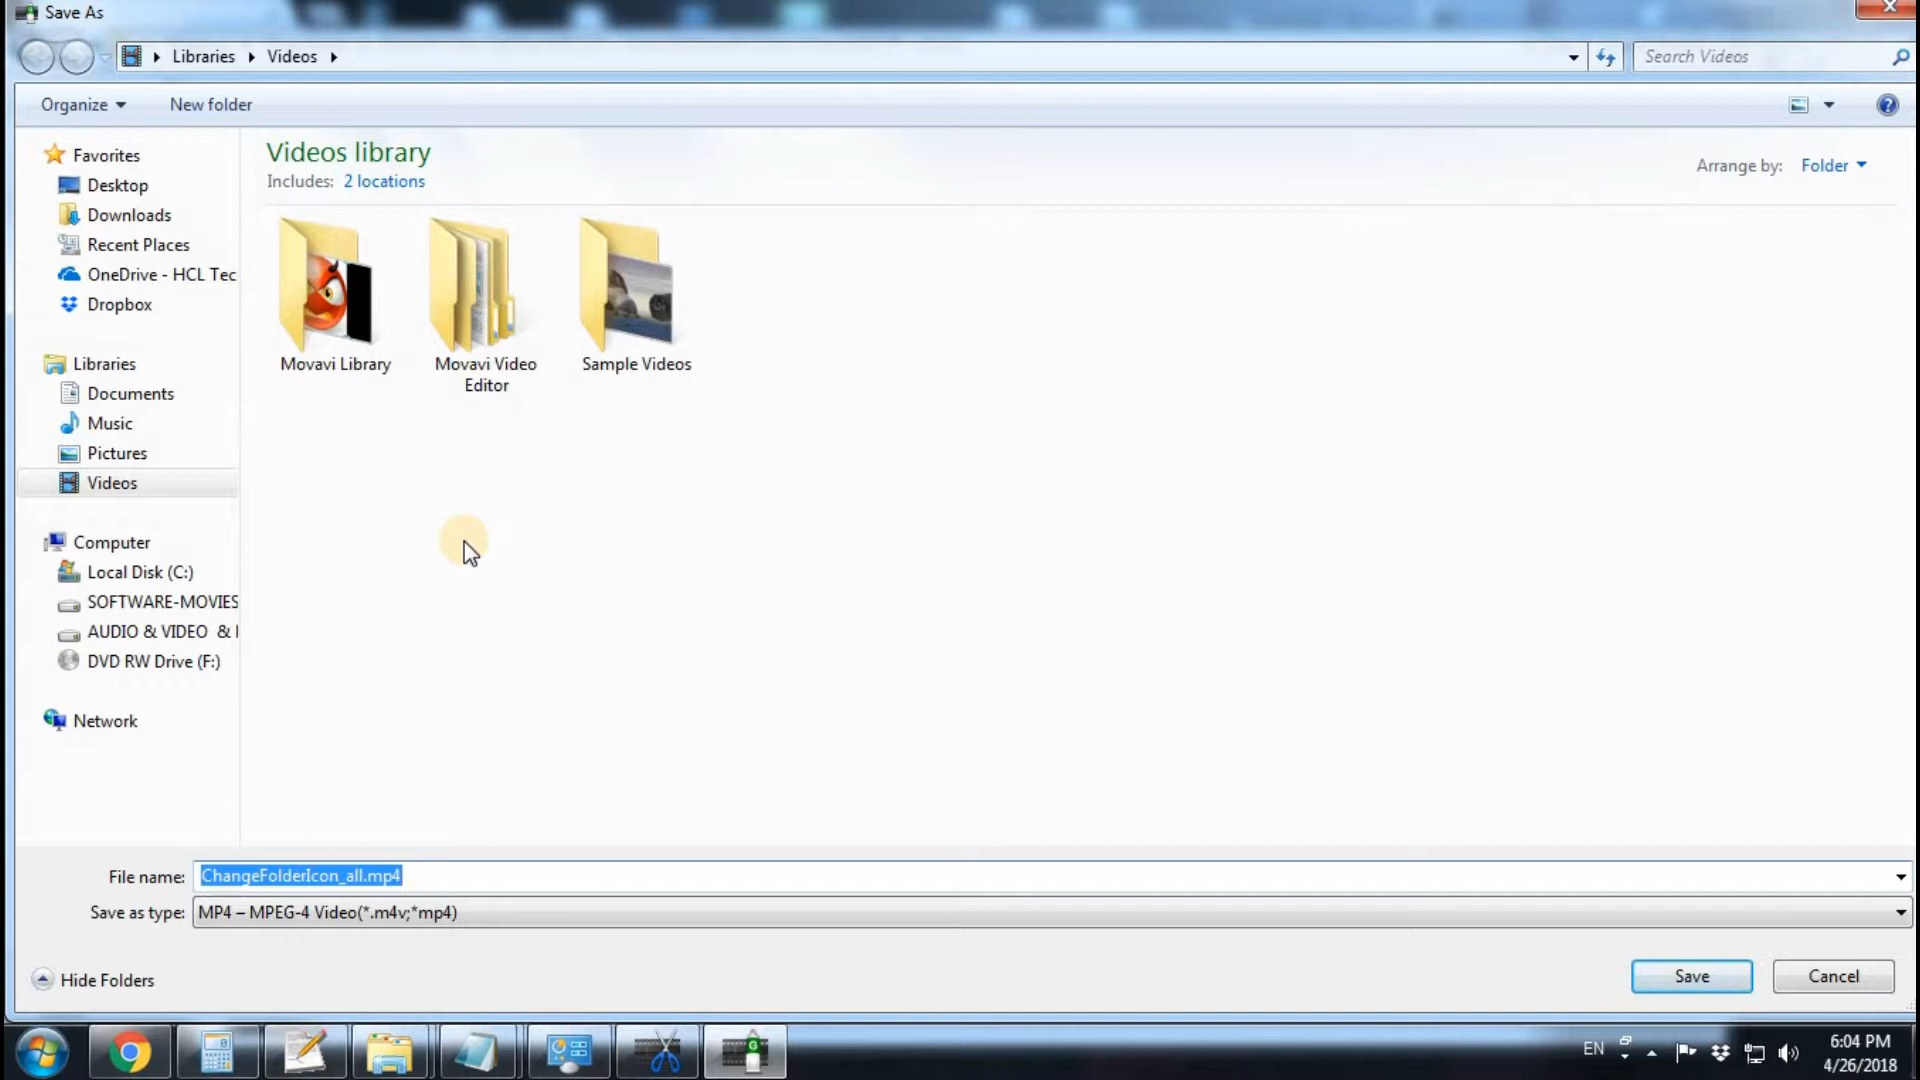 Save As
Libraries
Videos
Search Videos
Organize
New folder
Favorites
Desktop
Downloads
Recent Places
OneDrive - HCL Tec
Dropbox
Libraries
Documents
Music
Pictures
Videos
Computer
Local Disk (C:)
SOFTWARE-MOVIES
AUDIO & VIDEO &
DVD RW Drive (F:)
Network
Videos library
Includes: 2 locations
Arrange by: Folder
Movavi Library
Movavi Video
Editor
Sample Videos
File name: ChangeFolderIcon_all.mp4
Save as type: MP4 – MPEG-4 Video(*.m4v;*mp4)
Hide Folders
Save
Cancel
G
EN
6:04 PM
4/26/2018